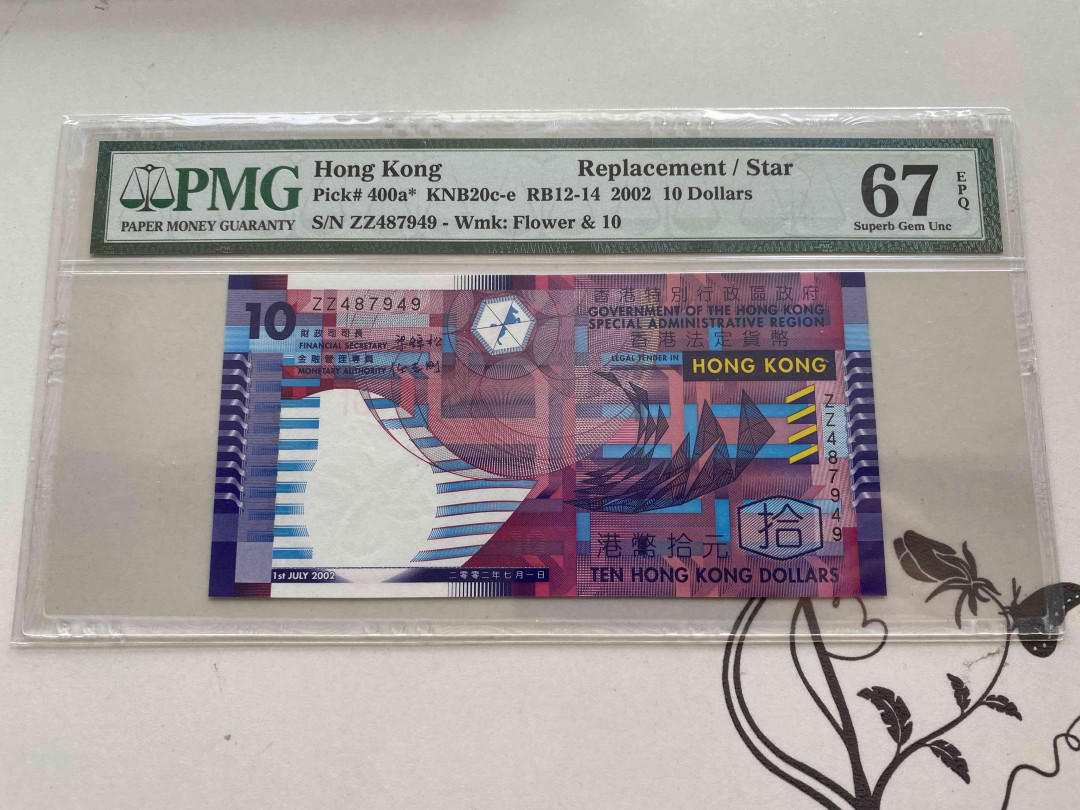 PMG
PAPER MONEY GUARANTY
Hong Kong Replacement / Star
Pick# 400a* KNB20c-e RB12-14 2002 10 Dollars
S/N ZZ487949 - Wmk: Flower & 10
67
EPQ
Superb Gem Unc
10
ZZ487949
財政司司長
FINANCIAL SECRETARY
金融管理專員
MONETARY AUTHORITY
香港特別行政區政府
GOVERNMENT OF THE HONG KONG
SPECIAL ADMINISTRATIVE REGION
香港法定貨幣
LEGAL TENDER IN
HONG KONG
ZZ487949
拾
港幣拾元
TEN HONG KONG DOLLARS
1st JULY 2002
二零零二年七月一日